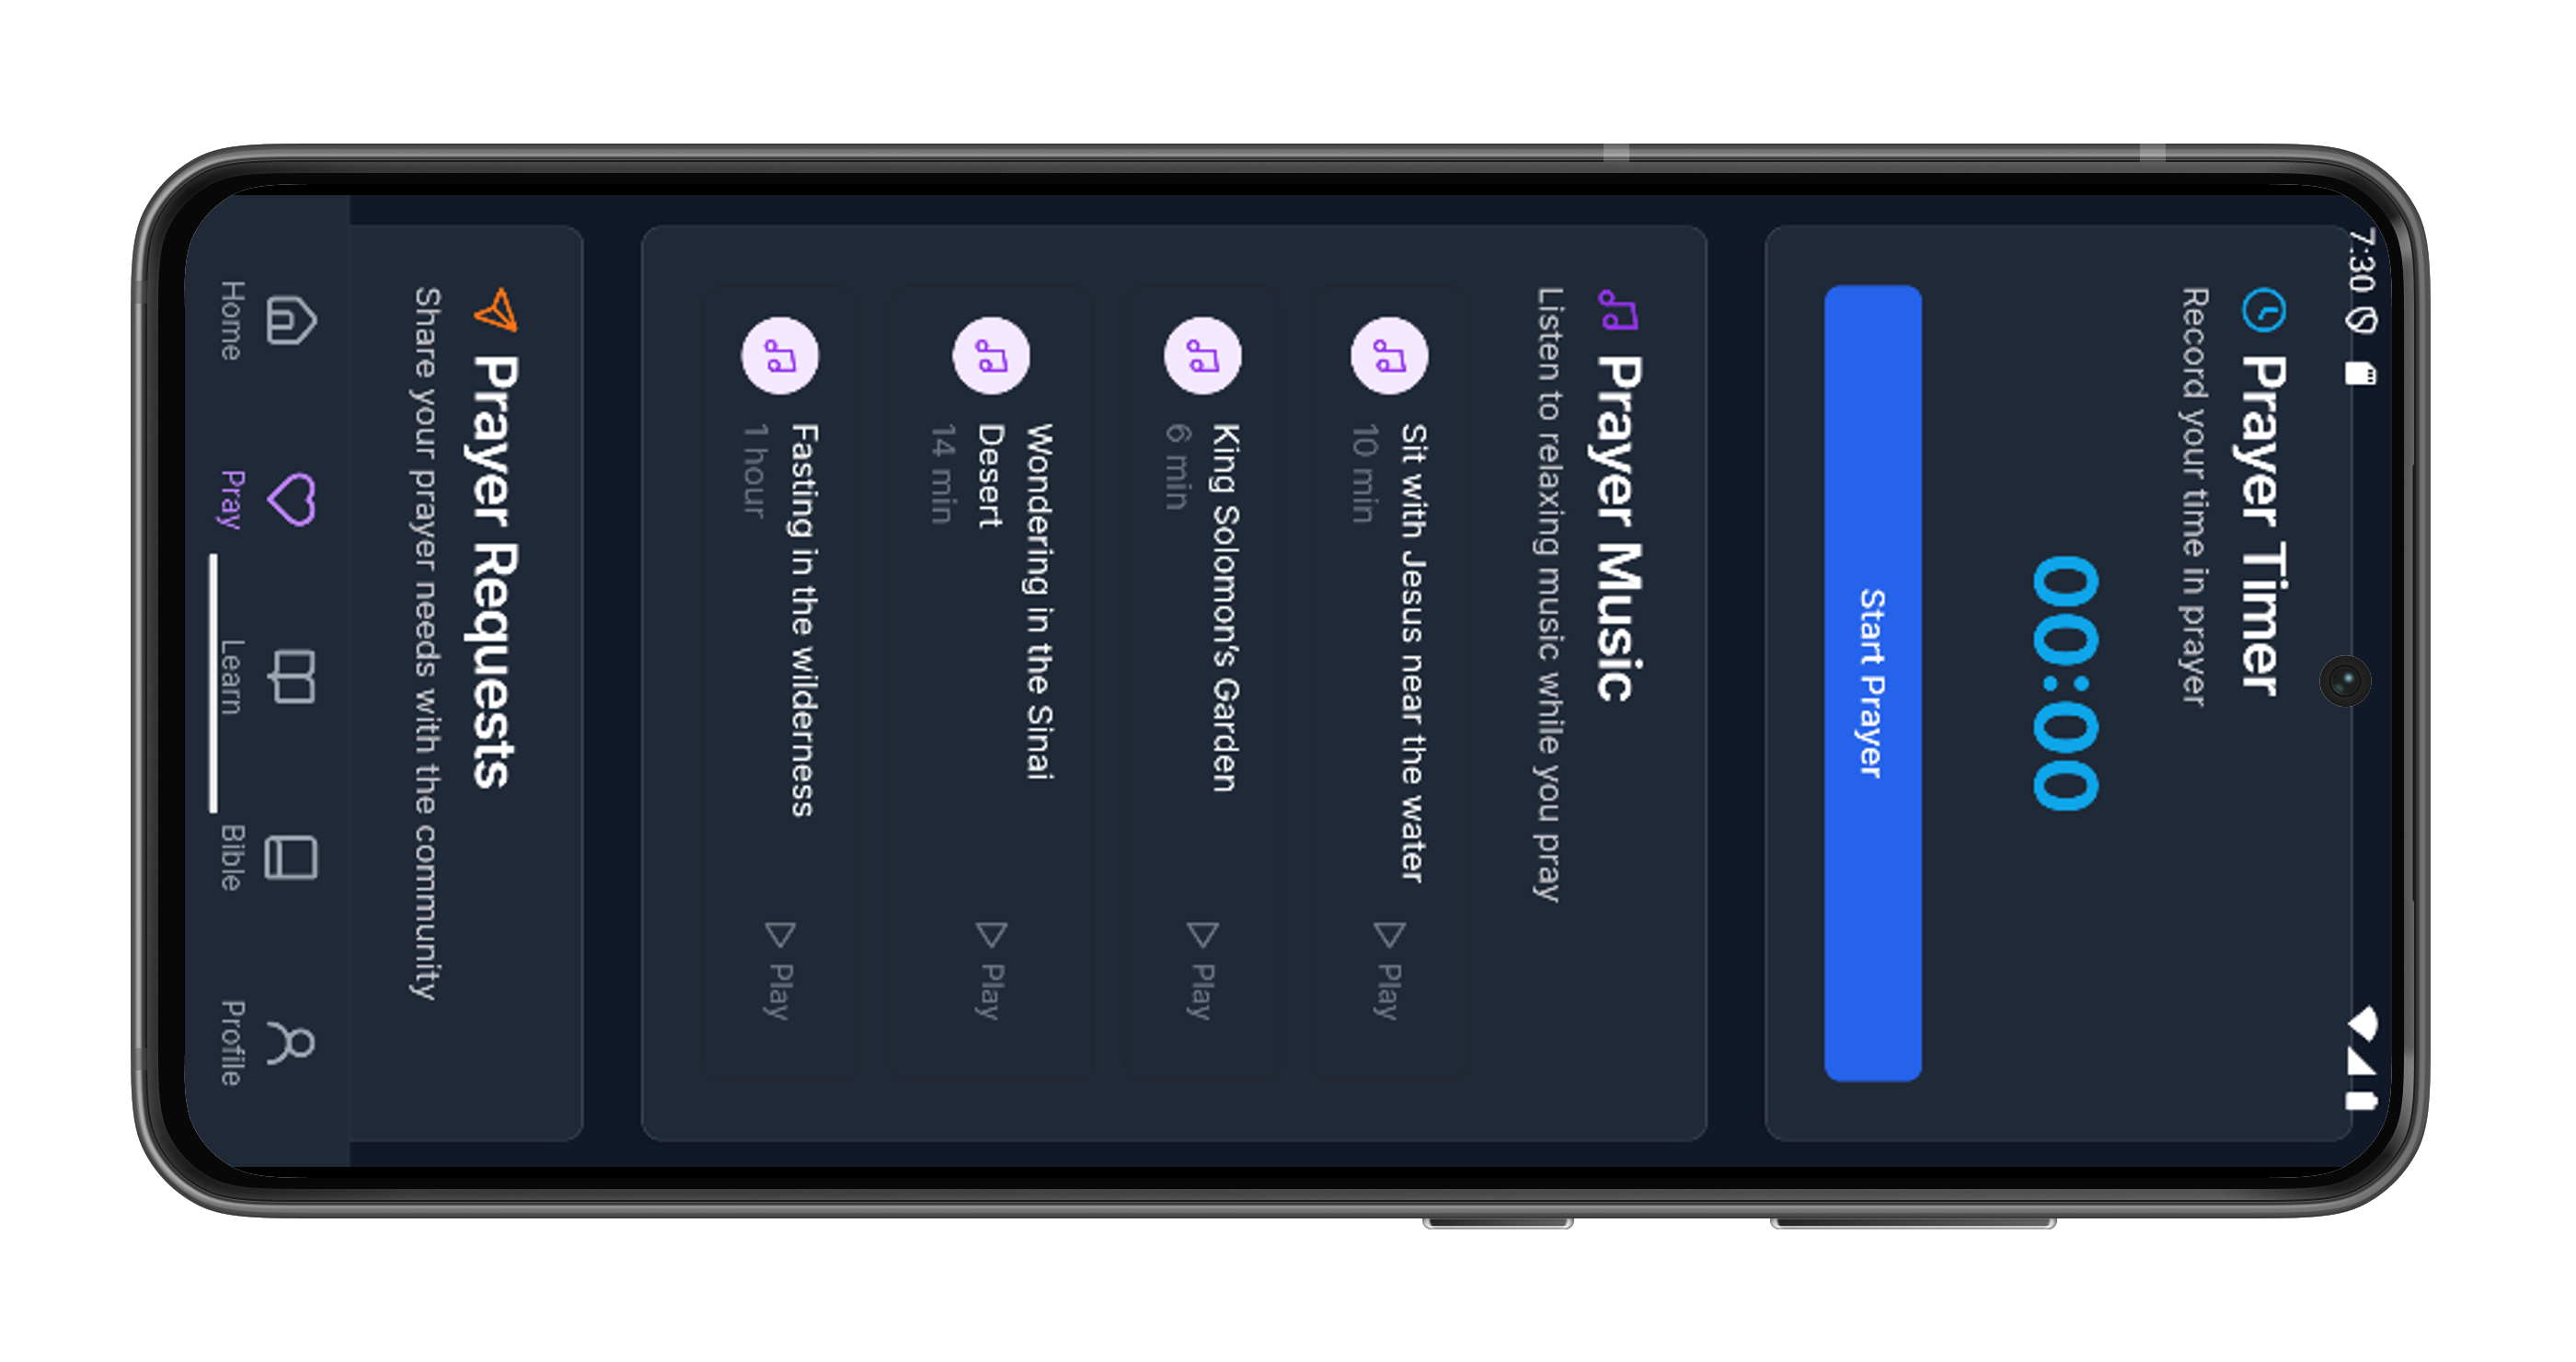 7:30
Prayer Timer
Record your time in prayer
00:00
Start Prayer
Prayer Music
Listen to relaxing music while you pray
Sit with Jesus near the water
10 min
Play
King Solomon's Garden
6 min
Play
Wondering in the Sinai
Desert
14 min
Play
Fasting in the wilderness
1 hour
Play
Prayer Requests
Share your prayer needs with the community
Home
Pray
Learn
Bible
Profile